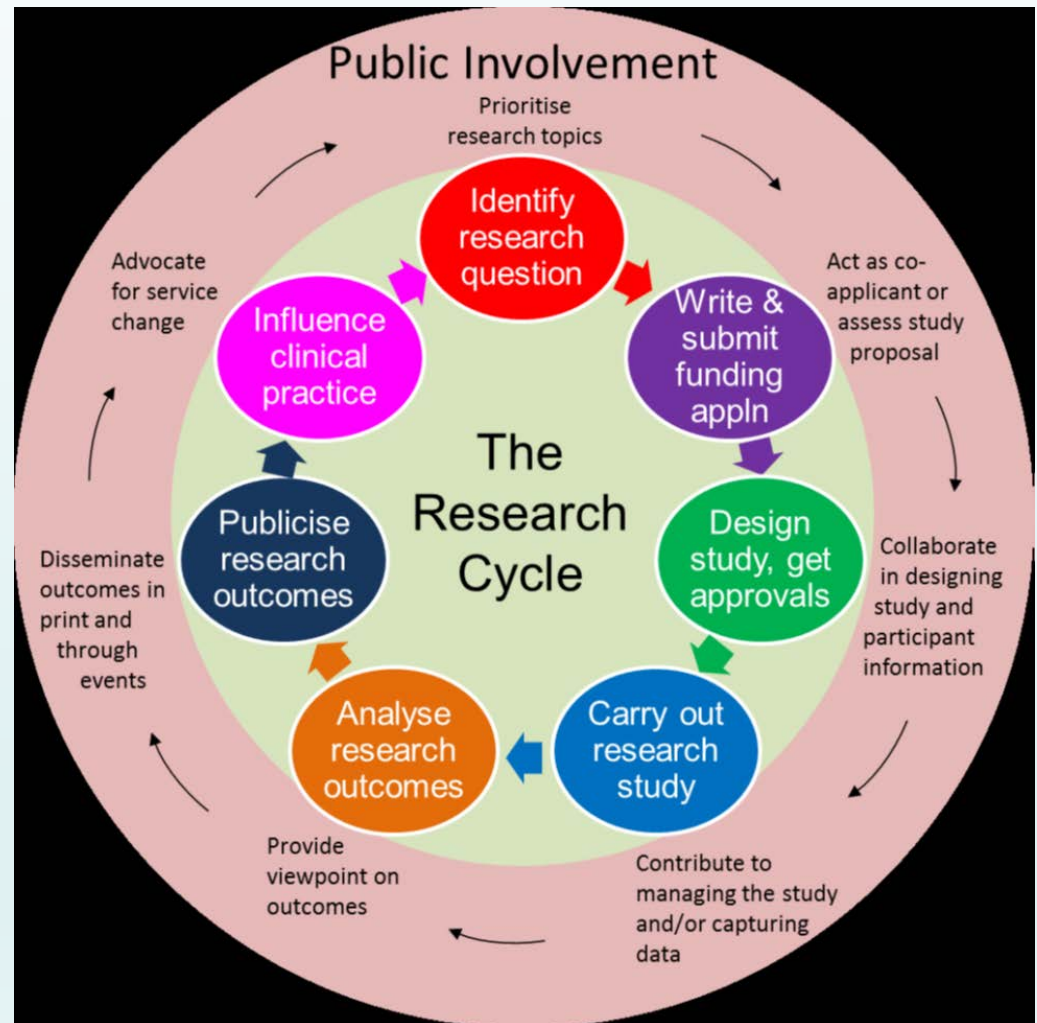 Public Involvement
Prioritise
research topics
Identify
research
question
Write &
submit
funding
appln
Act as co-
applicant or
assess study
proposal
Design
study, get
approvals
Collaborate
in designing
study and
participant
information
Carry out
research
study
Contribute to
managing the study
and/or capturing
data
Analyse
research
outcomes
Provide
viewpoint on
outcomes
Publicise
research
outcomes
Disseminate
outcomes in
print and
through
events
Influence
clinical
practice
Advocate
for service
change
The
Research
Cycle